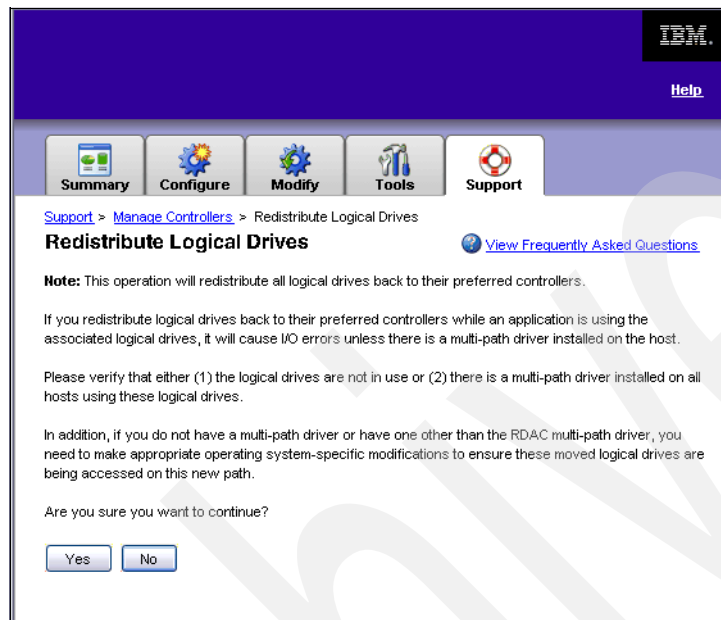 IBM.
Help
Summary
Configure
Modify
Tools
Support
Support > Manage Controllers > Redistribute Logical Drives
Redistribute Logical Drives
View Frequently Asked Questions
Note: This operation will redistribute all logical drives back to their preferred controllers.
If you redistribute logical drives back to their preferred controllers while an application is using the
associated logical drives, it will cause I/O errors unless there is a multi-path driver installed on the host.
Please verify that either (1) the logical drives are not in use or (2) there is a multi-path driver installed on all
hosts using these logical drives.
In addition, if you do not have a multi-path driver or have one other than the RDAC multi-path driver, you
need to make appropriate operating system-specific modifications to ensure these moved logical drives are
being accessed on this new path.
Are you sure you want to continue?
Yes
No